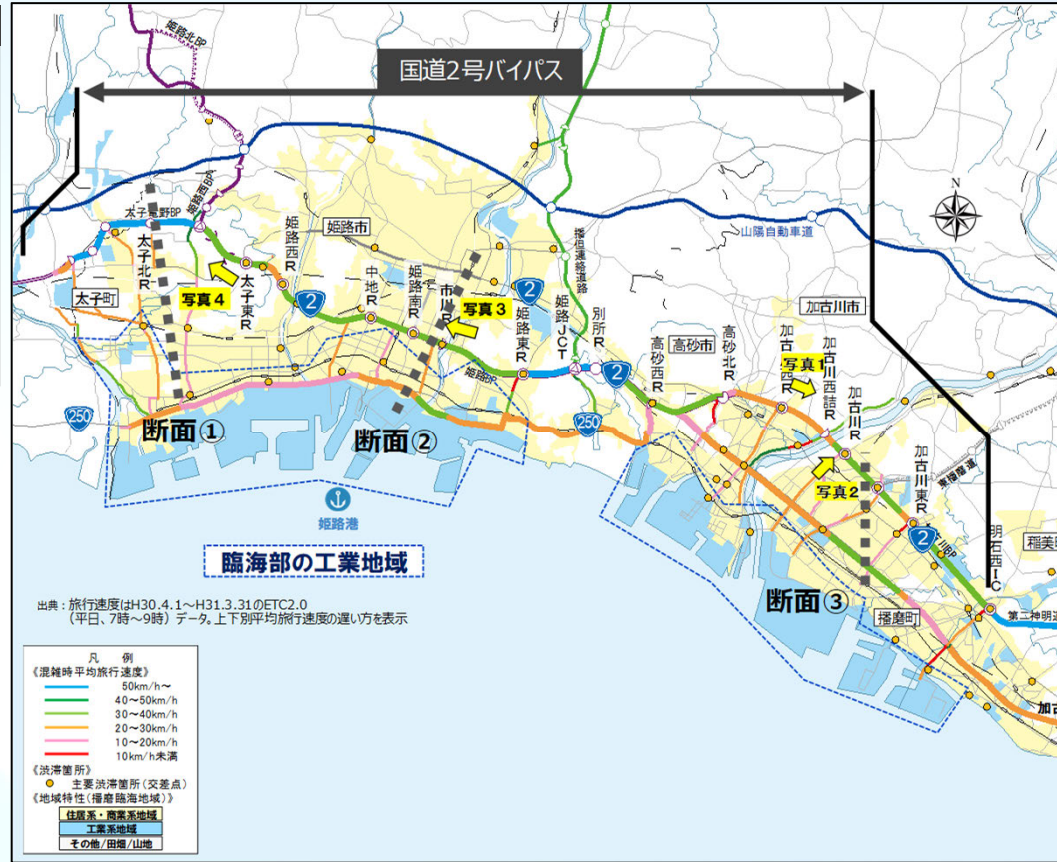 国道2号バイパス
姫路北BP
N
太子竜野BP
姫路西BP
太子北R
太子町
写真4
太子東R
姫路西R
2
姫路市
中地R
姫路南R
市川R
写真3
2
姫路東R
姫路BP
姫路JCT
播但連絡道路
別所R
2
山陽自動車道
加古川市
高砂西R
高砂市
高砂北R
写真1
加古川西詰R
加古川R
写真2
加古川東R
東播磨道
2
明石西IC
第二神明道
250
断面①
断面②
250
断面③
播磨町
姫路港
臨海部の工業地域
出典:旅行速度はH30.4.1~H31.3.31のETC2.0
(平日、7時~9時)データ。上下別平均旅行速度の遅い方を表示
凡 例
《混雑時平均旅行速度》
50km/h~
40~50km/h
30~40km/h
20~30km/h
10~20km/h
10km/h未満
《渋滞箇所》
主要渋滞箇所(交差点)
《地域特性(播磨臨海地域)》
住居系・商業系地域
工業系地域
その他/田畑/山地